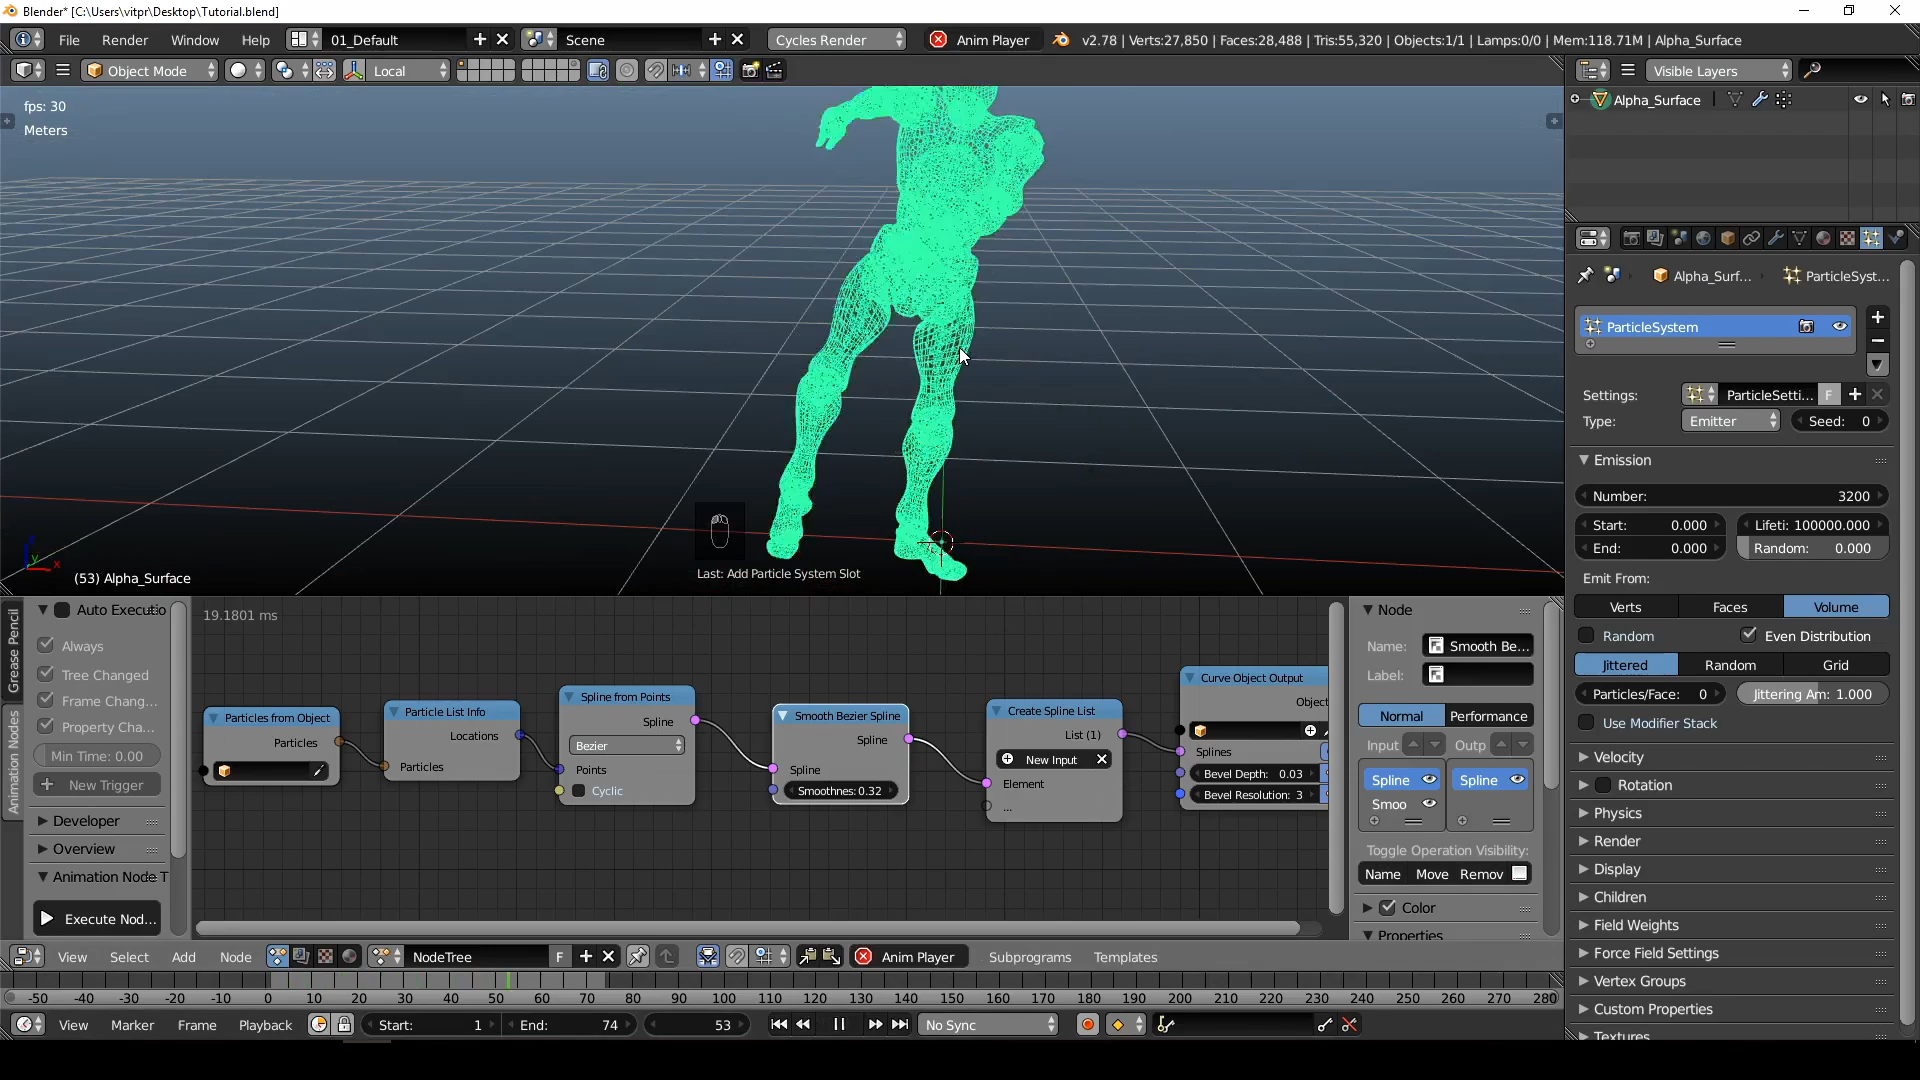 Blender* [C:\Users\vitpr\Desktop\Tutorial.blend]
File Render Window Help 01_Default Scene Cycles Render Anim Player v2.78 | Verts:27,850 | Faces:28,488 | Tris:55,320 | Objects:1/1 | Lamps:0/0 | Mem:118.71M | Alpha_Surface
Object Mode Local
Visible Layers
Alpha_Surface
fps: 30
Meters
Last: Add Particle System Slot
(53) Alpha_Surface
Alpha_Surf... ParticleSyst...
ParticleSystem
Settings: ParticleSetti... F
Type: Emitter Seed: 0
Emission
Number: 3200
Start: 0.000 Lifeti: 100000.000
End: 0.000 Random: 0.000
Emit From:
Verts Faces Volume
Random Even Distribution
Jittered Random Grid
Particles/Face: 0 Jittering Am: 1.000
Use Modifier Stack
Velocity
Rotation
Physics
Render
Display
Children
Field Weights
Force Field Settings
Vertex Groups
Custom Properties
Textures
Grease Pencil
Animation Nodes
Auto Executio
Always
Tree Changed
Frame Chang...
Property Cha...
Min Time: 0.00
New Trigger
Developer
Overview
Animation Node T
Execute Nod...
19.1801 ms
Particles from Object
Particles
Particle List Info
Locations
Particles
Spline from Points
Spline
Bezier
Points
Cyclic
Smooth Bezier Spline
Spline
Spline
Smoothnes: 0.32
Create Spline List
List (1)
New Input
Element
...
Curve Object Output
Object
Splines
Bevel Depth: 0.03
Bevel Resolution: 3
Node
Name: Smooth Be...
Label:
Normal Performance
Input Outp
Spline Spline
Smoo
Toggle Operation Visibility:
Name Move Remov
Color
Properties
View Select Add Node NodeTree F Anim Player Subprograms Templates
-50 -40 -30 -20 -10 0 10 20 30 40 50 60 70 80 90 100 110 120 130 140 150 160 170 180 190 200 210 220 230 240 250 260 270 280
View Marker Frame Playback Start: 1 End: 74 53 No Sync